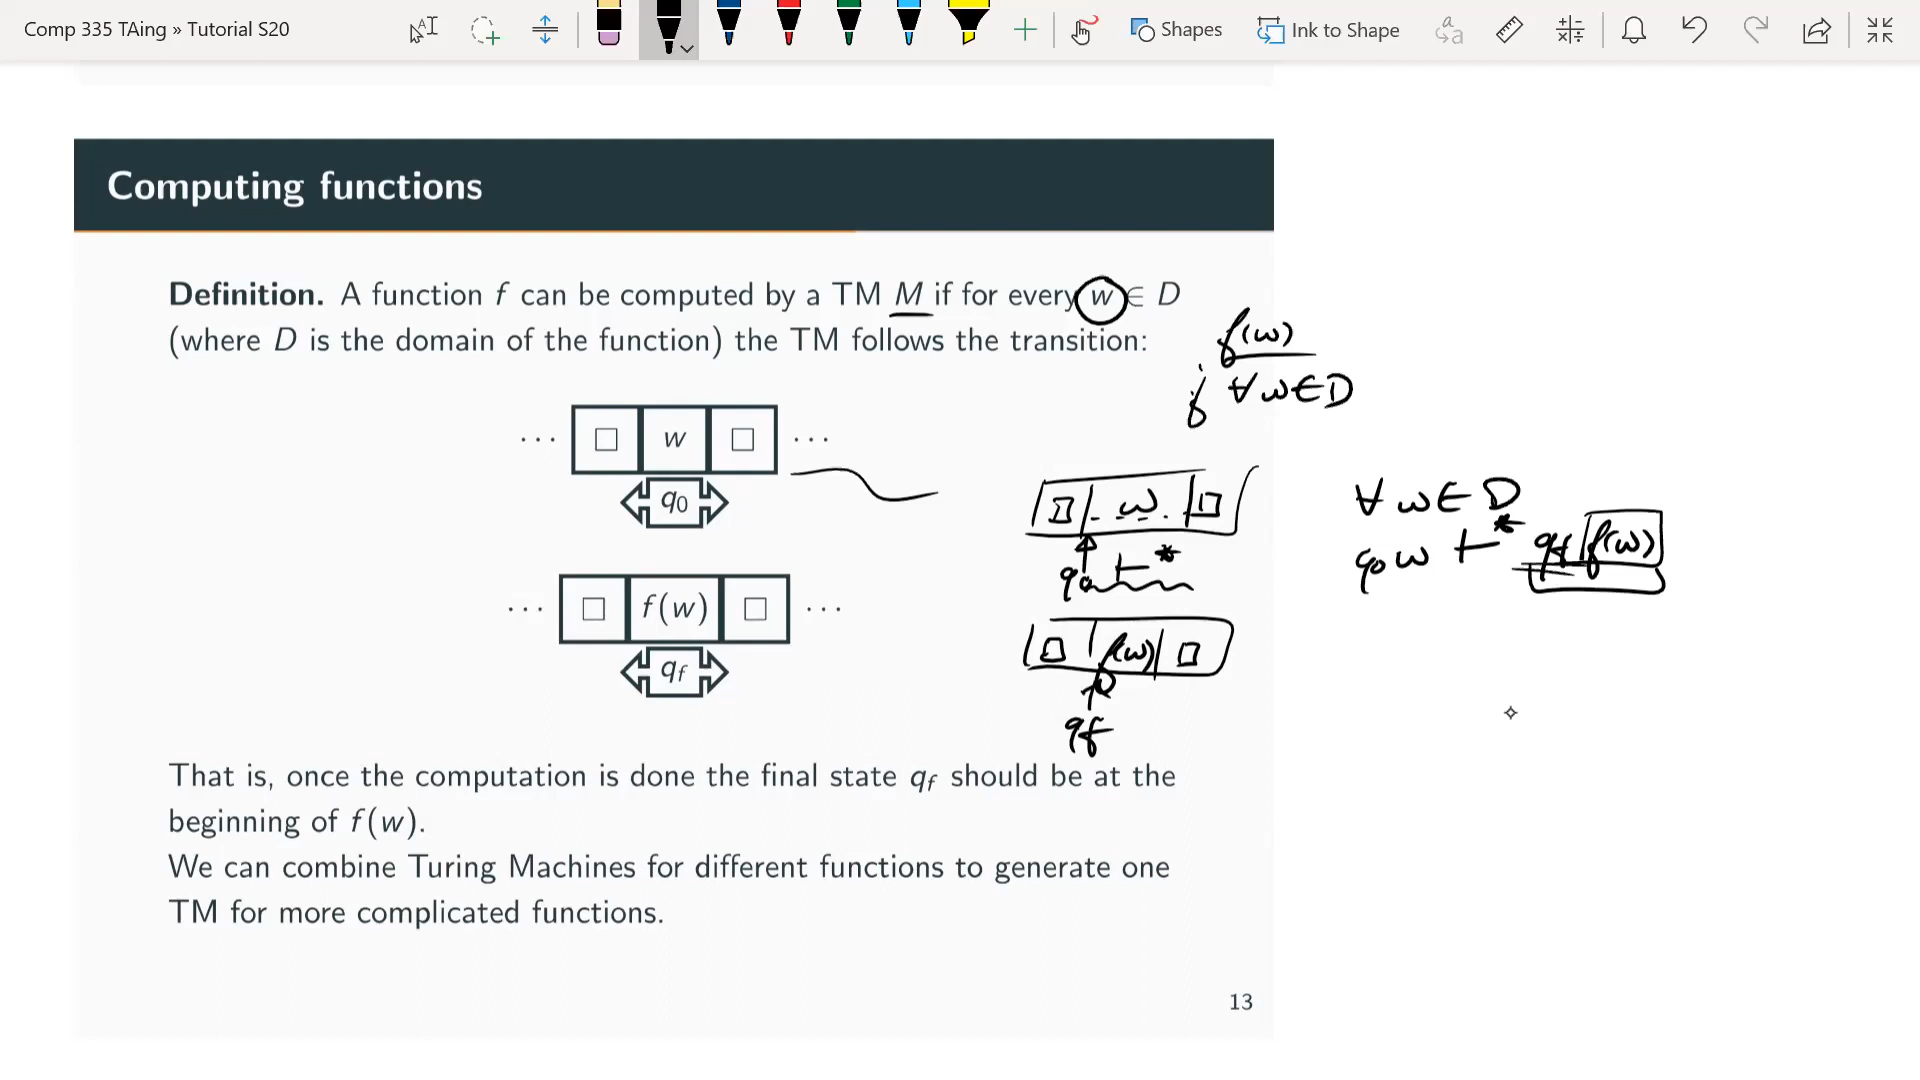 Comp 335 TAing » Tutorial S20
Shapes
Ink to Shape
Computing functions
Definition. A function f can be computed by a TM M if for every w ∈ D
(where D is the domain of the function) the TM follows the transition:
f(w)
∀ w ∈ D
··· □ w □ ···
q₀
□ w □
q₀ ⊢*
∀ w ∈ D
q₀w ⊢* qf f(w)
··· □ f(w) □ ···
qf
□ f(w) □
qf
That is, once the computation is done the final state qf should be at the
beginning of f(w).
We can combine Turing Machines for different functions to generate one
TM for more complicated functions.
13